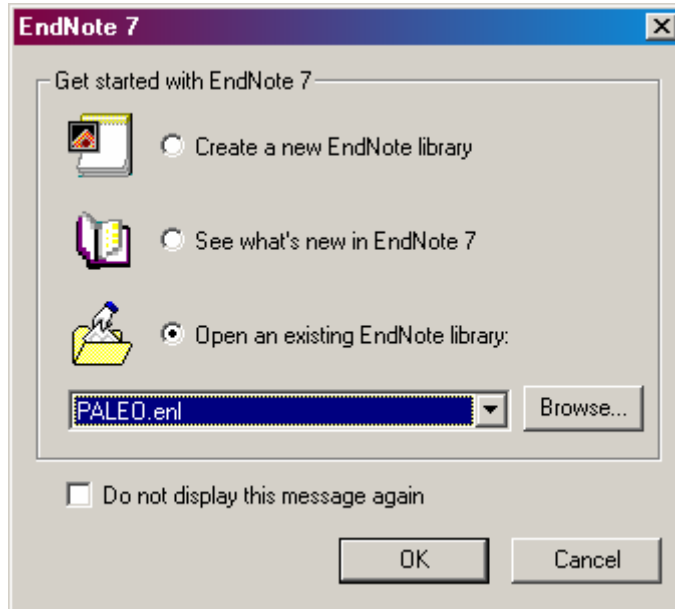 EndNote 7
Get started with EndNote 7
Create a new EndNote library
See what's new in EndNote 7
Open an existing EndNote library:
PALEO.enl
Browse...
Do not display this message again
OK
Cancel